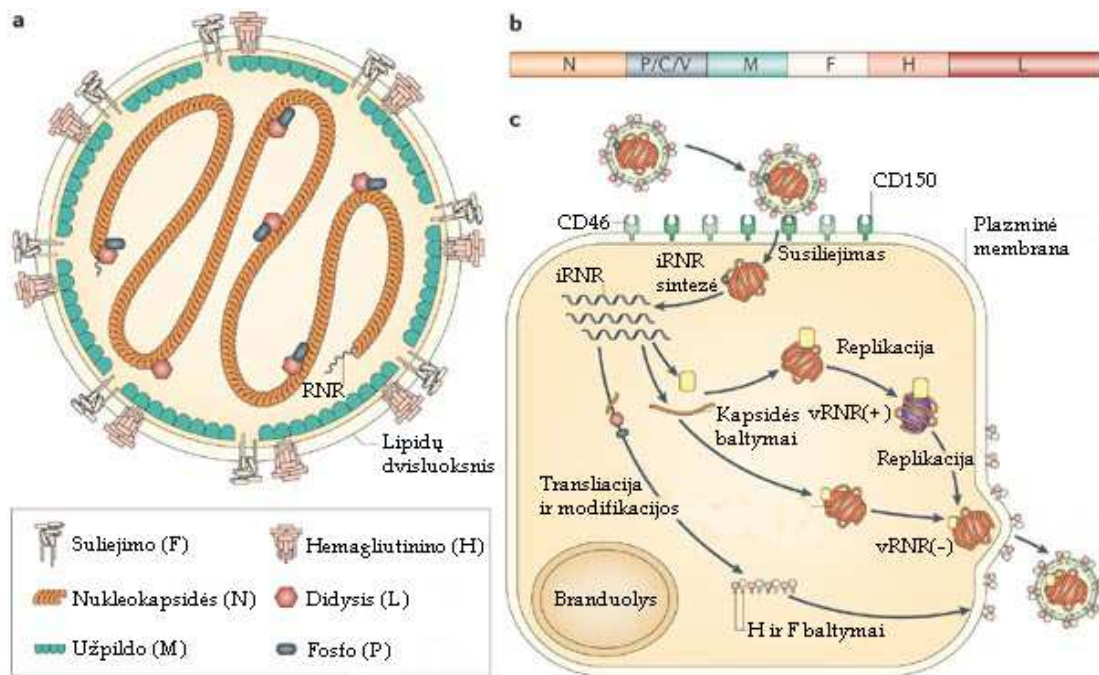 a
RNR
Lipidų
dvisluoksnis
Suliejimo (F)
Hemagliutinino (H)
Nukleokapsidės (N)
Didysis (L)
Užpildo (M)
Fosfo (P)
b
N P/C/V M F H L
c
CD150
CD46
Plazminė
membrana
Susiliejimas
iRNR
sintezė
iRNR
Replikacija
Kapsidės
baltymai
vRNR(+)
Replikacija
Transliacija
ir modifikacijos
vRNR(-)
Branduolys
H ir F baltymai